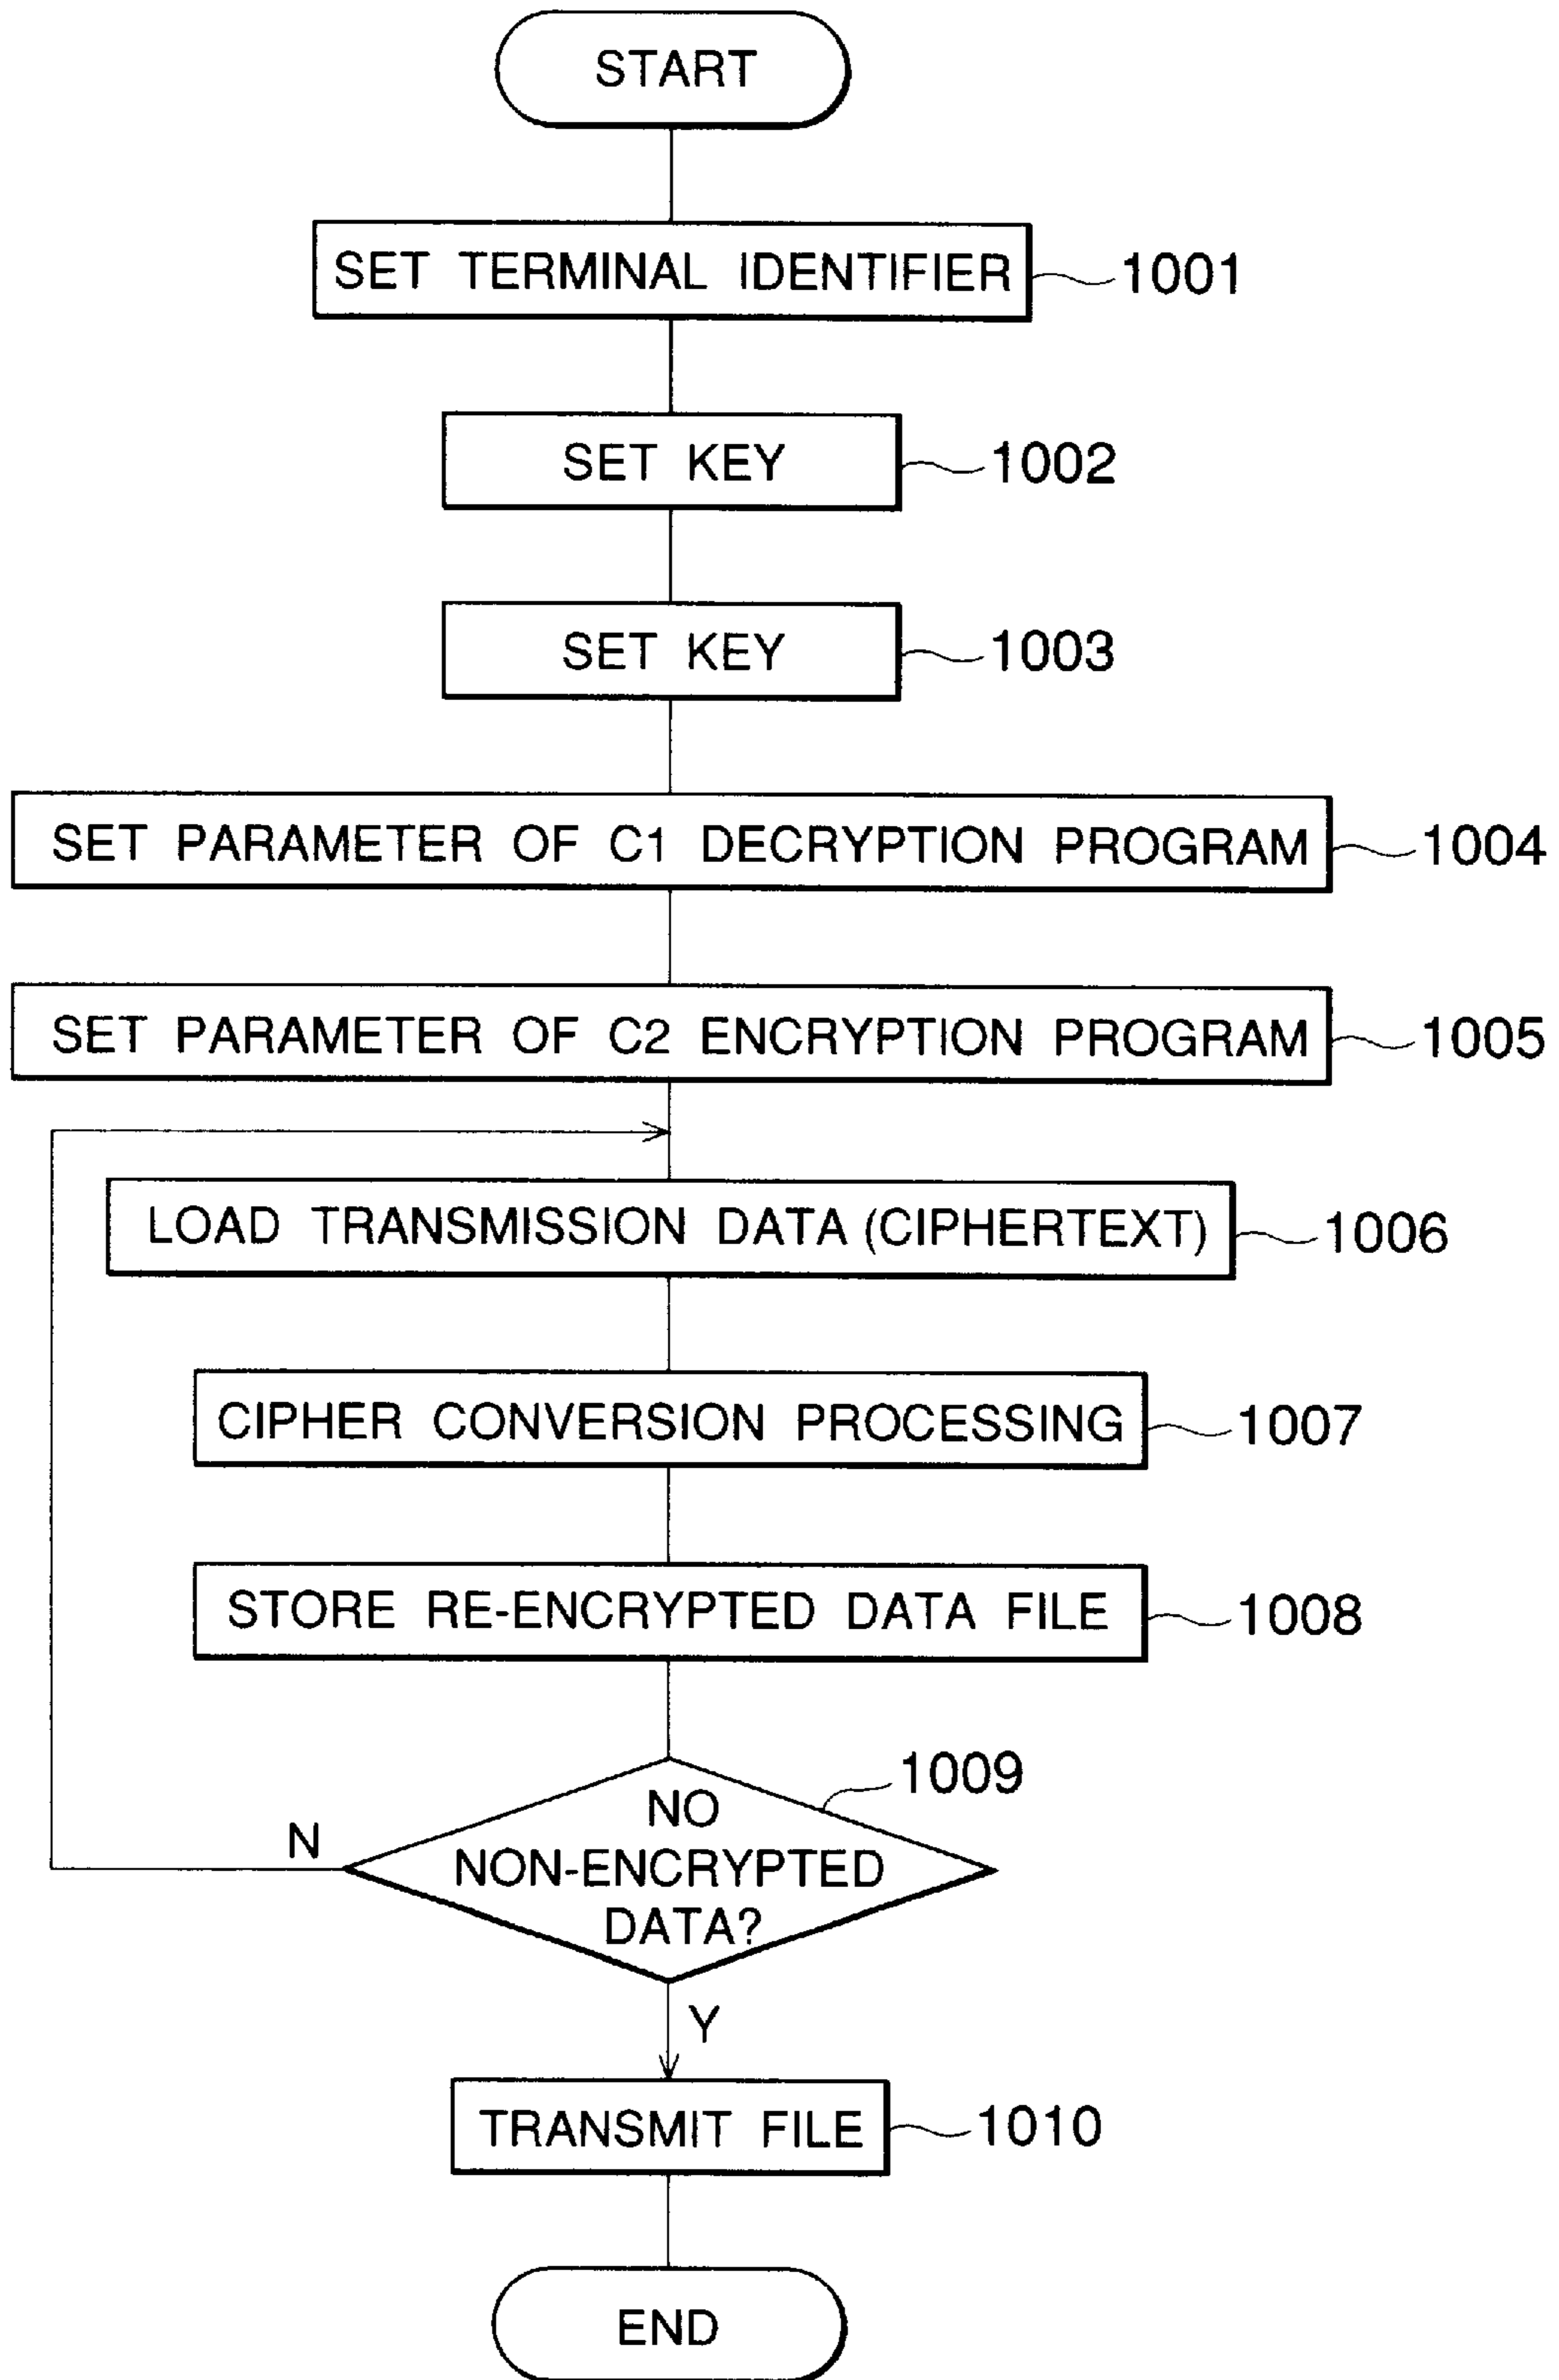 START
SET TERMINAL IDENTIFIER 1001
SET KEY 1002
SET KEY 1003
SET PARAMETER OF C1 DECRYPTION PROGRAM 1004
SET PARAMETER OF C2 ENCRYPTION PROGRAM 1005
LOAD TRANSMISSION DATA (CIPHERTEXT) 1006
CIPHER CONVERSION PROCESSING 1007
STORE RE-ENCRYPTED DATA FILE 1008
1009
NO
NON-ENCRYPTED
DATA?
N
Y
TRANSMIT FILE 1010
END